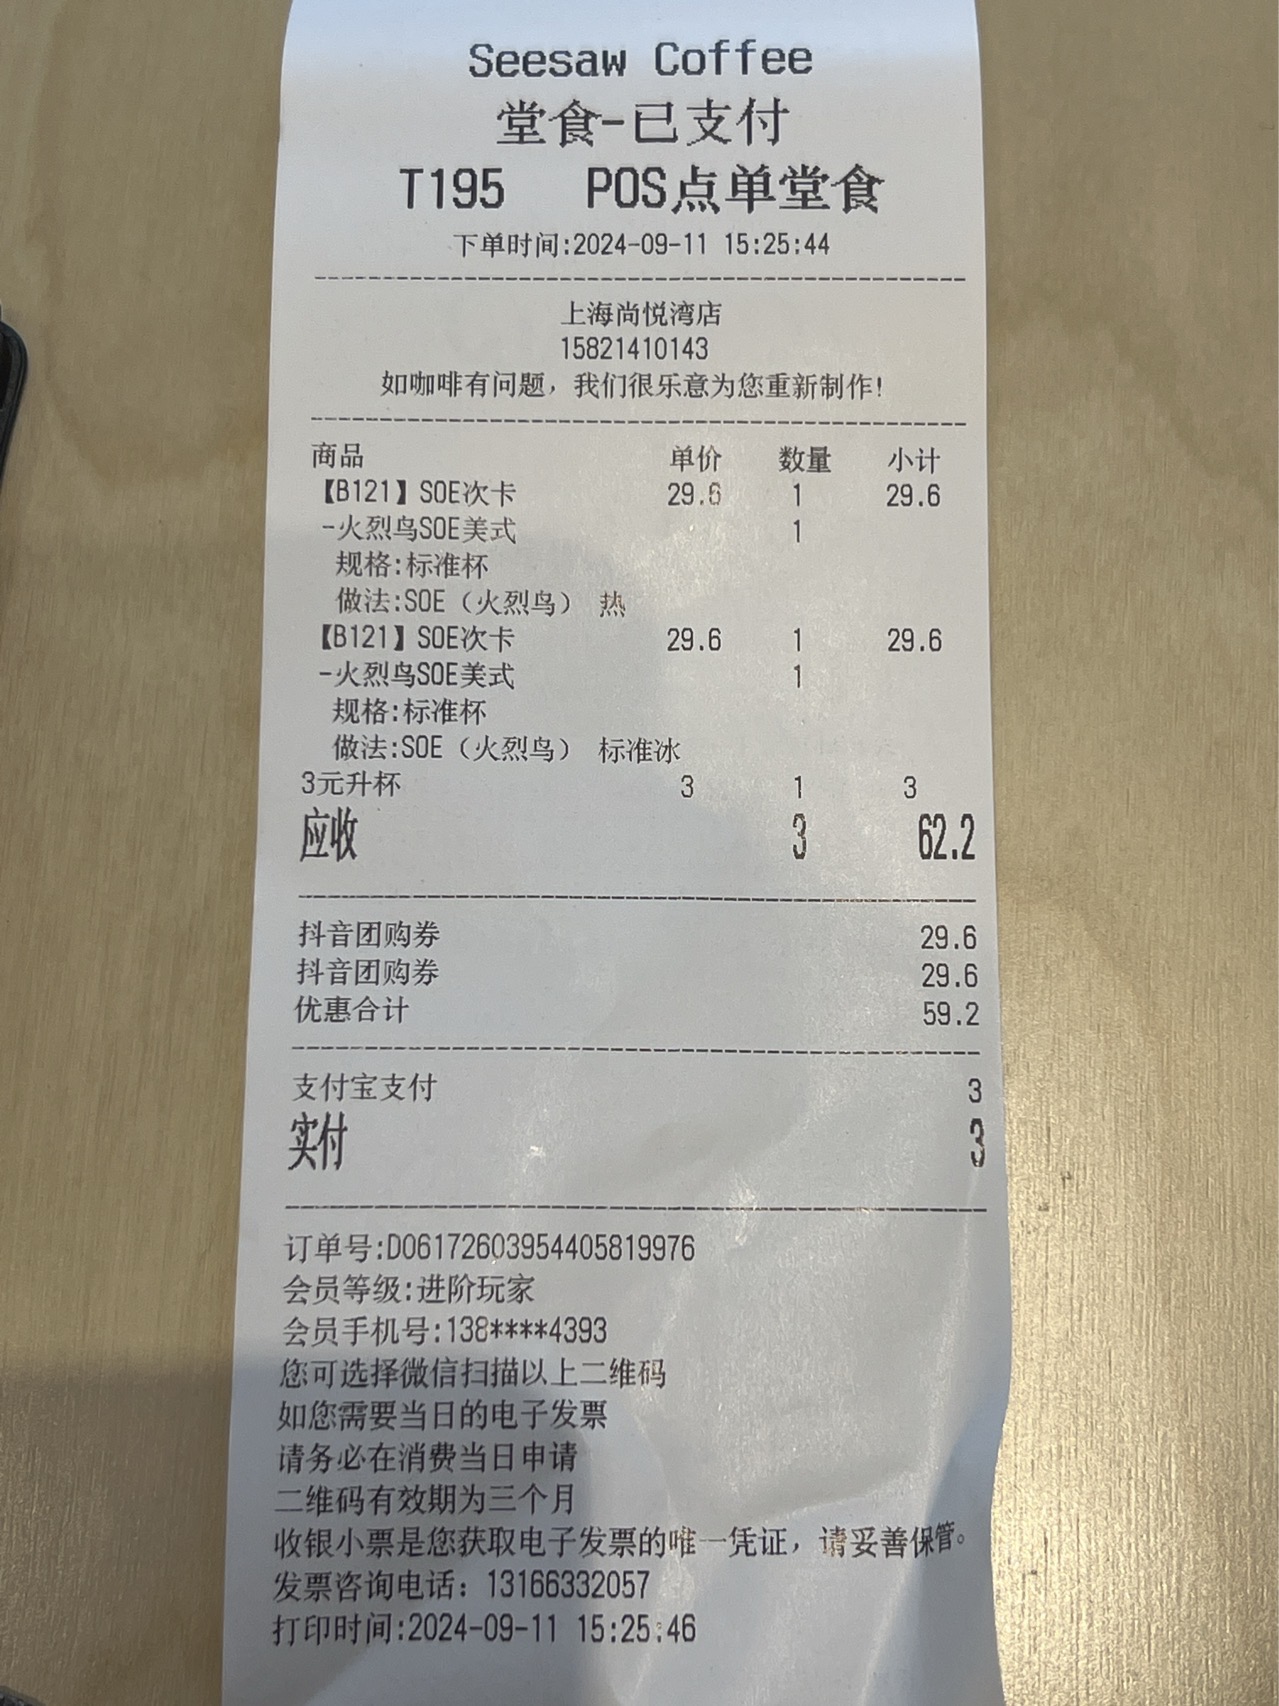 Seesaw Coffee
堂食-已支付
T195 POS点单堂食
下单时间:2024-09-11 15:25:44
上海尚悦湾店
15821410143
如咖啡有问题，我们很乐意为您重新制作!
商品 单价 数量 小计
【B121】SOE次卡 29.6 1 29.6
-火烈鸟SOE美式 1
规格:标准杯
做法:SOE（火烈鸟） 热
【B121】SOE次卡 29.6 1 29.6
-火烈鸟SOE美式 1
规格:标准杯
做法:SOE（火烈鸟） 标准冰
3元升杯 3 1 3
应收 3 62.2
抖音团购券 29.6
抖音团购券 29.6
优惠合计 59.2
支付宝支付 3
实付 3
订单号:D061726039544058​19976
会员等级:进阶玩家
会员手机号:138****4393
您可选择微信扫描以上二维码
如您需要当日的电子发票
请务必在消费当日申请
二维码有效期为三个月
收银小票是您获取电子发票的唯一凭证，请妥善保管。
发票咨询电话：13166332057
打印时间:2024-09-11 15:25:46